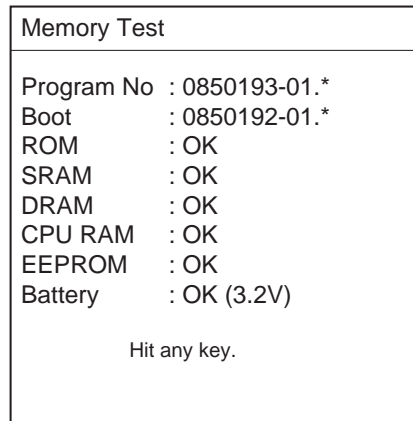 Memory Test
Program No : 0850193-01.*
Boot : 0850192-01.*
ROM : OK
SRAM : OK
DRAM : OK
CPU RAM : OK
EEPROM : OK
Battery : OK (3.2V)
Hit any key.